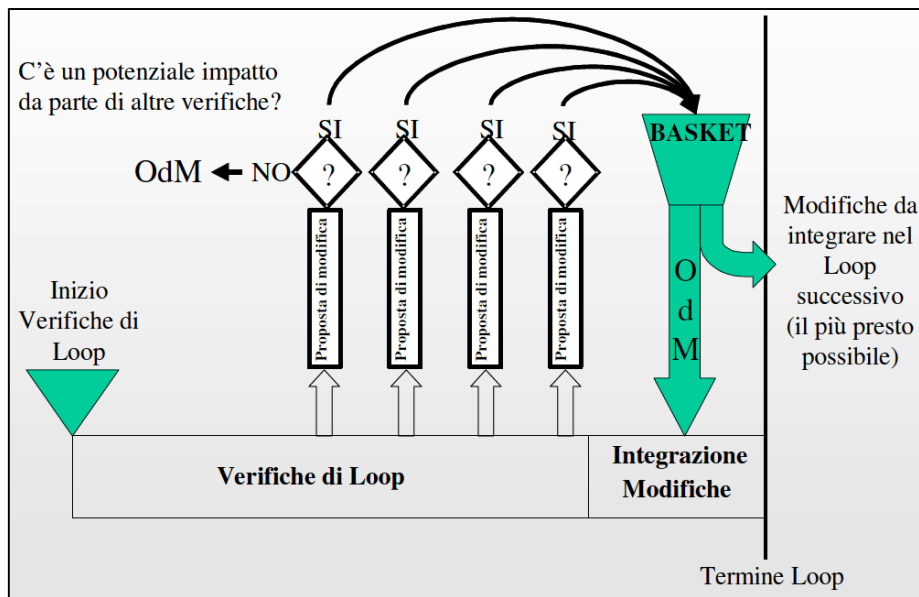 C'è un potenziale impatto
da parte di altre verifiche?
SI
SI
SI
SI
BASKET
OdM
NO
?
?
?
?
Proposta di modifica
Proposta di modifica
Proposta di modifica
Proposta di modifica
O
d
M
Modifiche da
integrare nel
Loop
successivo
(il più presto
possibile)
Inizio
Verifiche di
Loop
Verifiche di Loop
Integrazione
Modifiche
Termine Loop